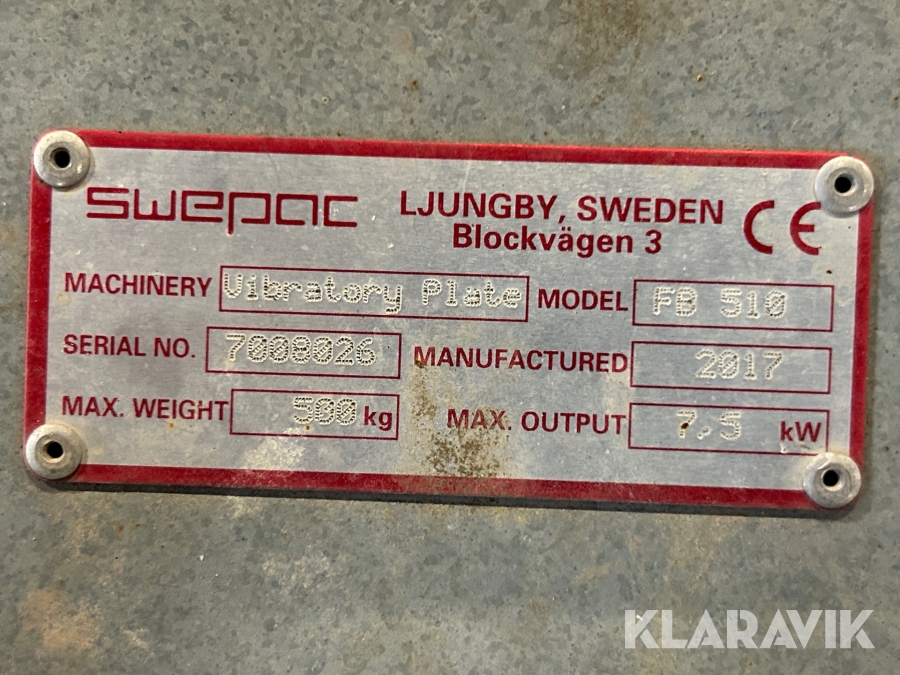 swepac
LJUNGBY, SWEDEN
Blockvägen 3
CE
MACHINERY Vibratory Plate MODEL FB 510
SERIAL NO. 7008026 MANUFACTURED 2017
MAX. WEIGHT 500 kg MAX. OUTPUT 7,5 kW
KLARAVIK